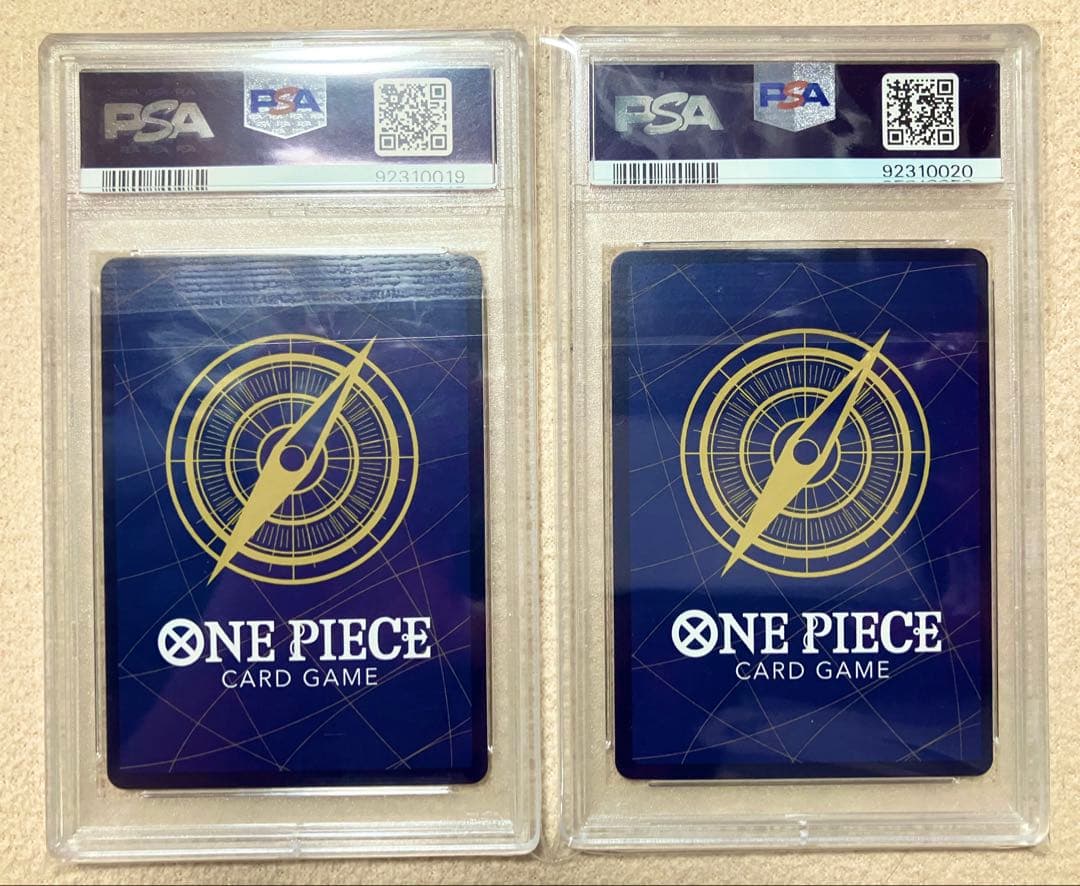 PSA
PSA
92310019
ONE PIECE
CARD GAME
PSA
PSA
92310020
ONE PIECE
CARD GAME